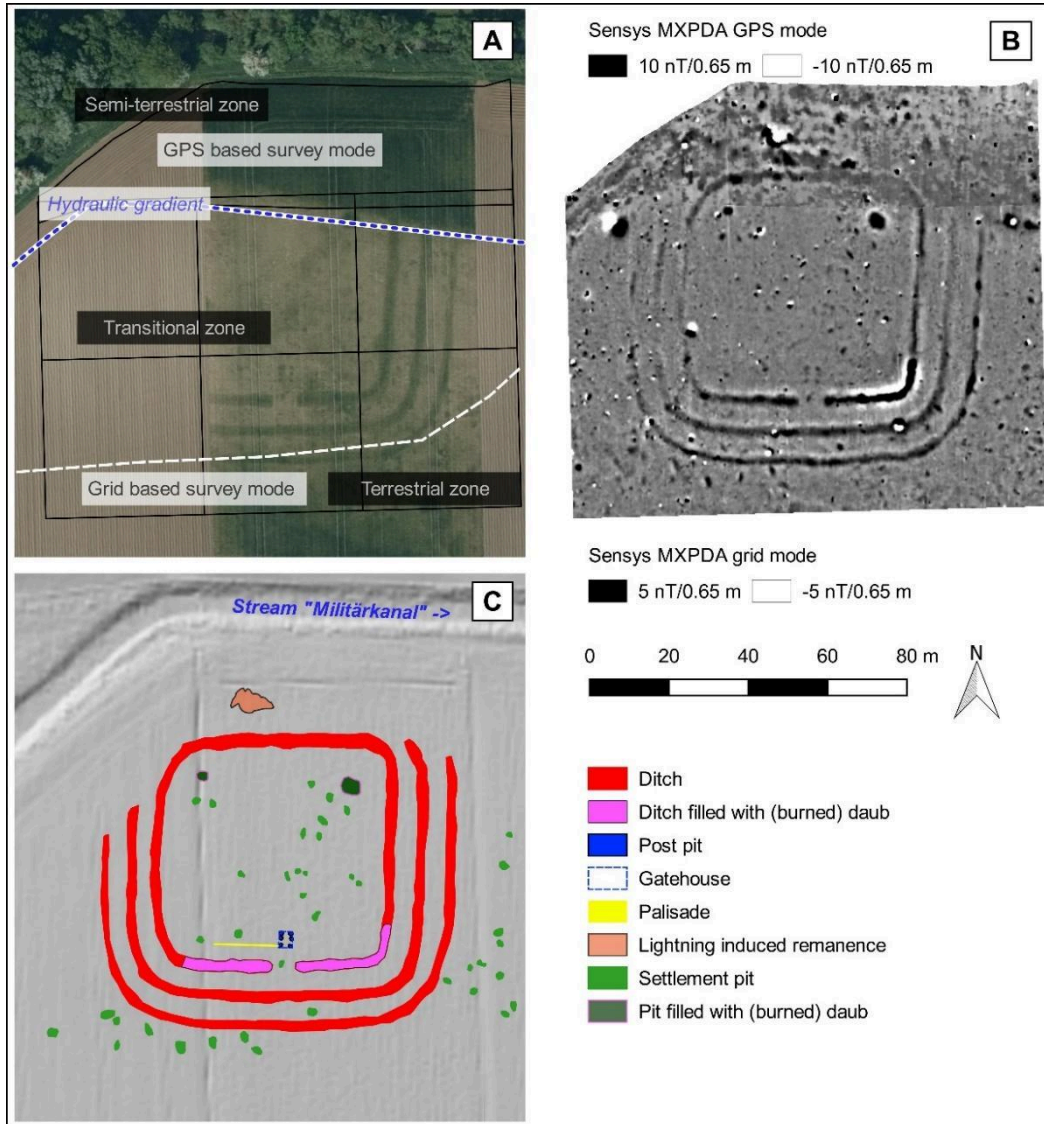 A
Semi-terrestrial zone
GPS based survey mode
Hydraulic gradient
Transitional zone
Grid based survey mode
Terrestrial zone
Sensys MXPDA GPS mode
B
10 nT/0.65 m
-10 nT/0.65 m
Sensys MXPDA grid mode
5 nT/0.65 m
-5 nT/0.65 m
0 20 40 60 80 m
N
C
Stream "Militärkanal" ->
Ditch
Ditch filled with (burned) daub
Post pit
Gatehouse
Palisade
Lightning induced remanence
Settlement pit
Pit filled with (burned) daub